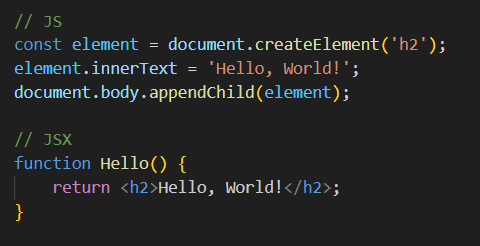 // JS
const element = document.createElement('h2');
element.innerText = 'Hello, World!';
document.body.appendChild(element);

// JSX
function Hello() {
    return <h2>Hello, World!</h2>;
}